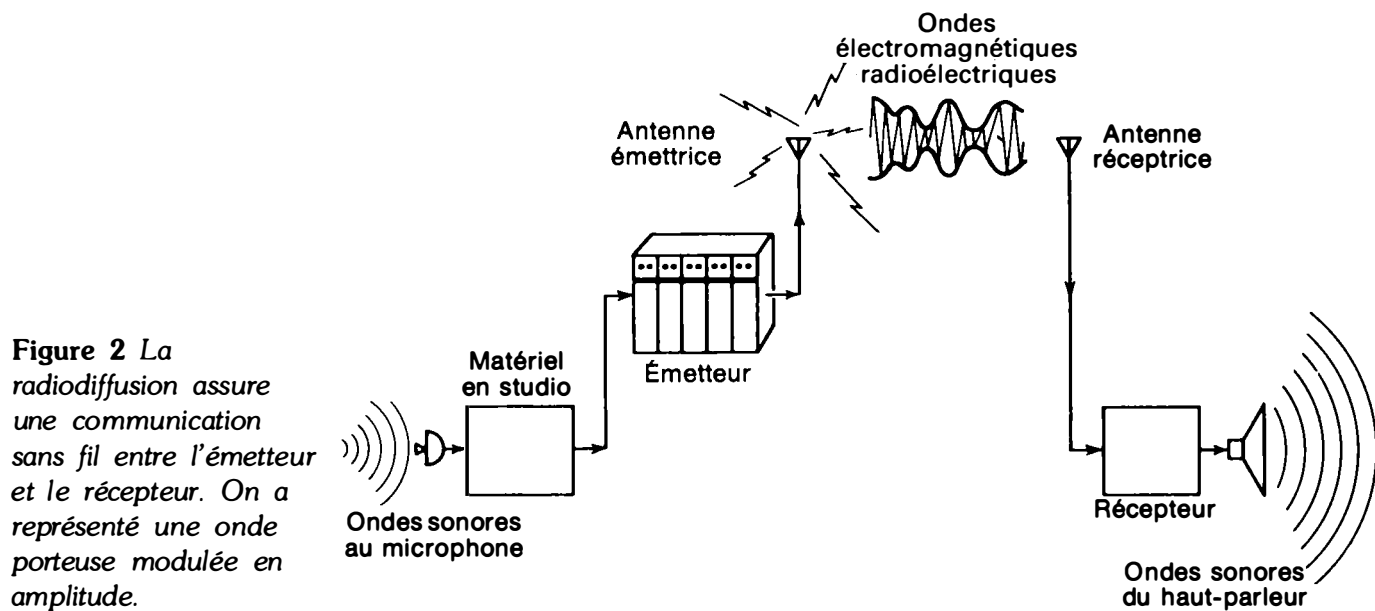 Ondes
électromagnétiques
radioélectriques
Antenne
émettrice
Antenne
réceptrice
Émetteur
Matériel
en studio
Ondes sonores
au microphone
Récepteur
Ondes sonores
du haut-parleur
Figure 2 La
radiodiffusion assure
une communication
sans fil entre l'émetteur
et le récepteur. On a
représenté une onde
porteuse modulée en
amplitude.